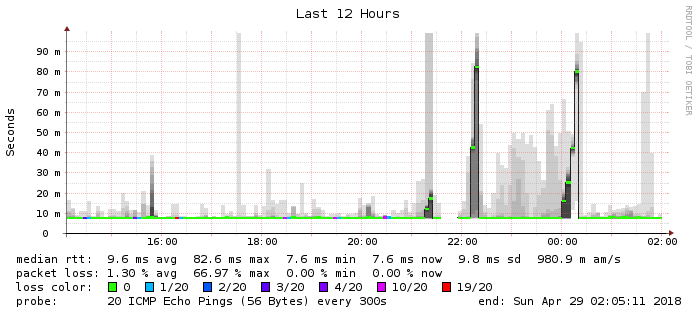 Last 12 Hours
RRDTOOL / TOBI OETIKER
Seconds
90 m
80 m
70 m
60 m
50 m
40 m
30 m
20 m
10 m
0
16:00 18:00 20:00 22:00 00:00 02:00
median rtt: 9.6 ms avg 82.6 ms max 7.6 ms min 7.6 ms now 9.8 ms sd 980.9 m am/s
packet loss: 1.30 % avg 66.97 % max 0.00 % min 0.00 % now
loss color: 0 1/20 2/20 3/20 4/20 10/20 19/20
probe: 20 ICMP Echo Pings (56 Bytes) every 300s end: Sun Apr 29 02:05:11 2018